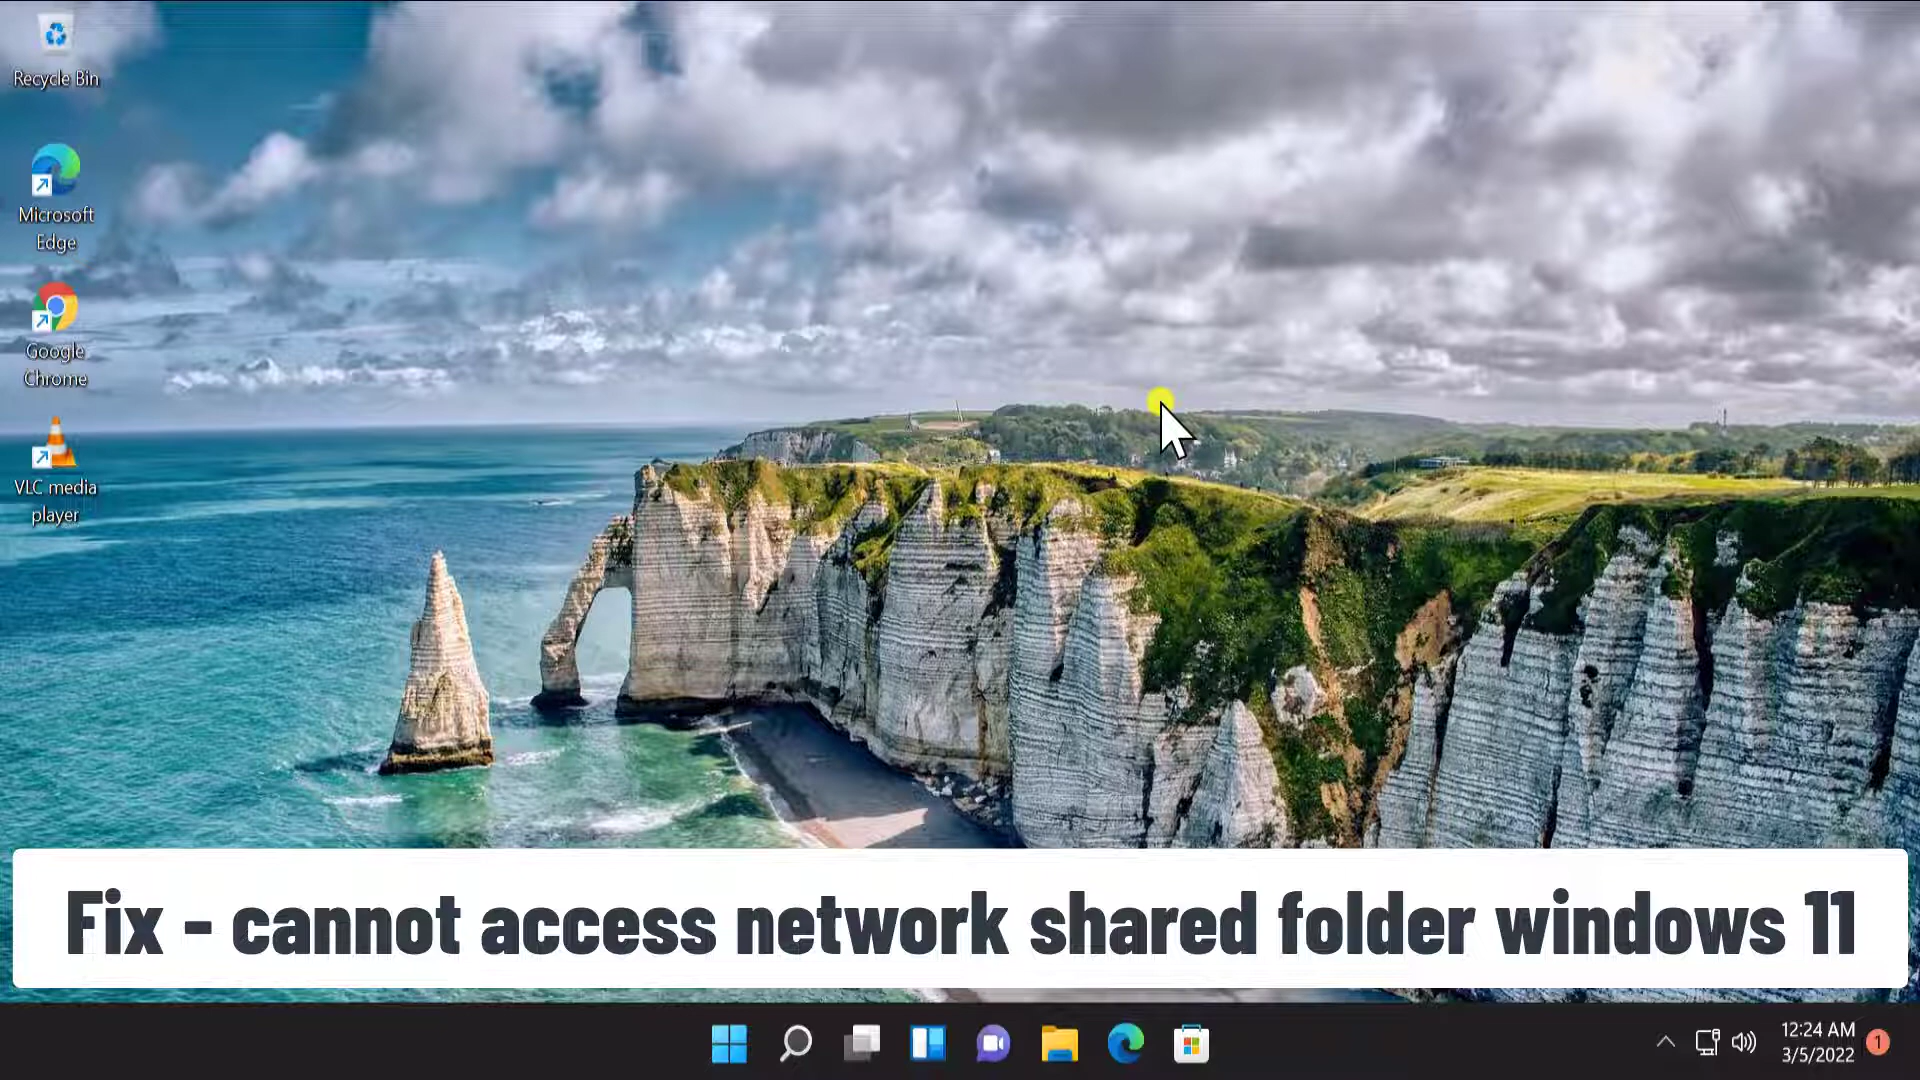 Recycle Bin
Microsoft
Edge
Google
Chrome
VLC media
player
Fix - cannot access network shared folder windows 11
12:24 AM
3/5/2022
1